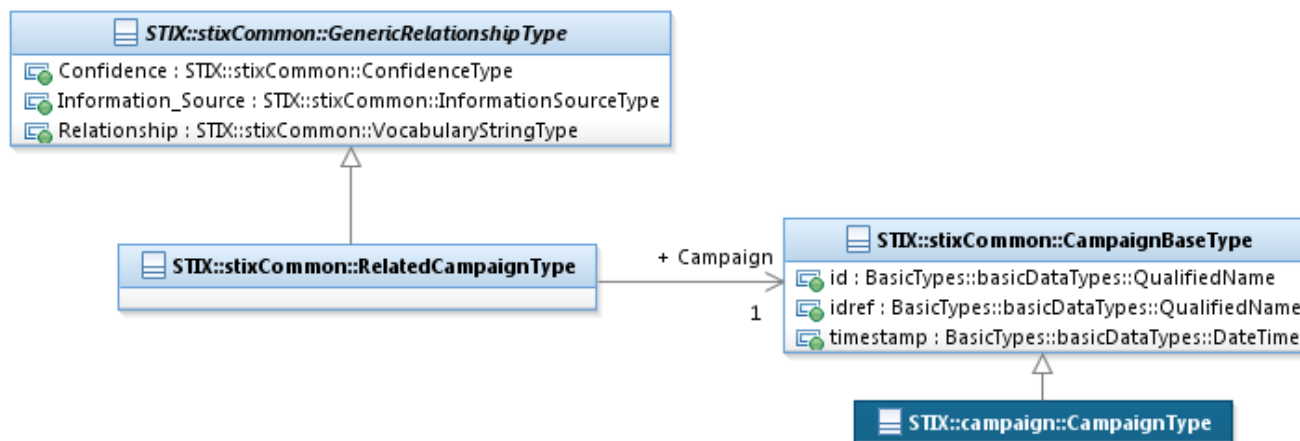 STIX::stixCommon::GenericRelationshipType
Confidence : STIX::stixCommon::ConfidenceType
Information_Source : STIX::stixCommon::InformationSourceType
Relationship : STIX::stixCommon::VocabularyStringType
STIX::stixCommon::RelatedCampaignType
+ Campaign
1
STIX::stixCommon::CampaignBaseType
id : BasicTypes::basicDataTypes::QualifiedName
idref : BasicTypes::basicDataTypes::QualifiedName
timestamp : BasicTypes::basicDataTypes::DateTime
STIX::campaign::CampaignType